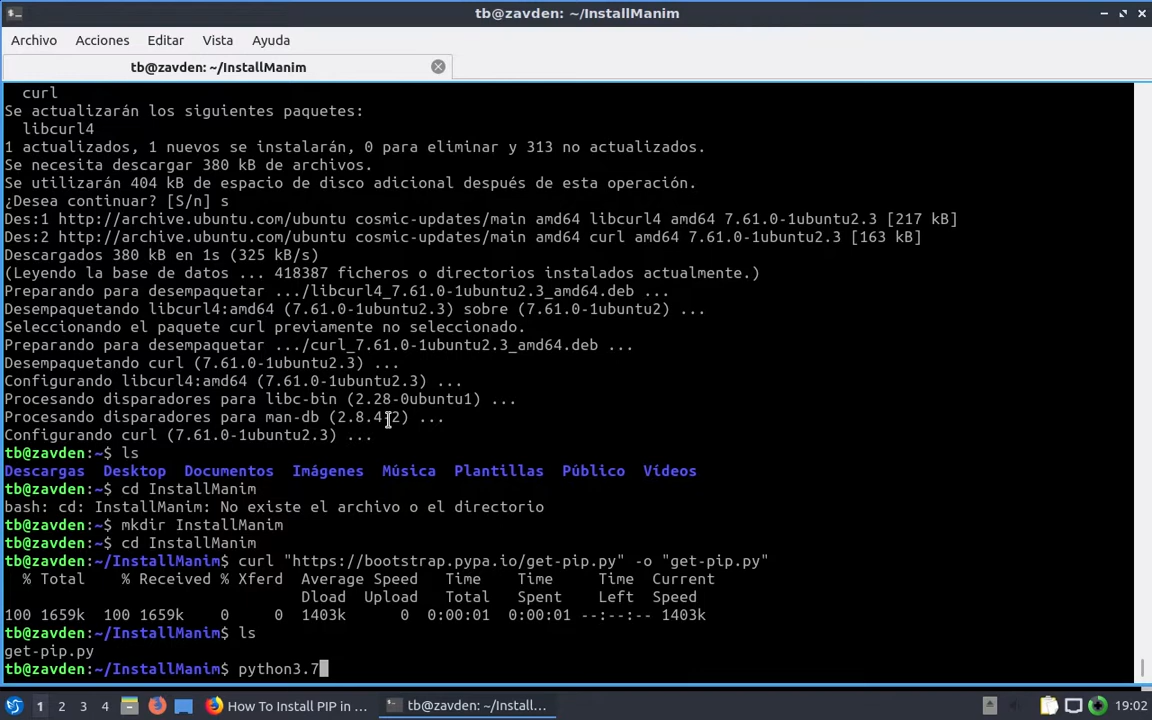 tb@zavden: ~/InstallManim
Archivo Acciones Editar Vista Ayuda
tb@zavden: ~/InstallManim
curl
Se actualizarán los siguientes paquetes:
libcurl4
1 actualizados, 1 nuevos se instalarán, 0 para eliminar y 313 no actualizados.
Se necesita descargar 380 kB de archivos.
Se utilizarán 404 kB de espacio de disco adicional después de esta operación.
¿Desea continuar? [S/n] s
Des:1 http://archive.ubuntu.com/ubuntu cosmic-updates/main amd64 libcurl4 amd64 7.61.0-1ubuntu2.3 [217 kB]
Des:2 http://archive.ubuntu.com/ubuntu cosmic-updates/main amd64 curl amd64 7.61.0-1ubuntu2.3 [163 kB]
Descargados 380 kB en 1s (325 kB/s)
(Leyendo la base de datos ... 418387 ficheros o directorios instalados actualmente.)
Preparando para desempaquetar .../libcurl4_7.61.0-1ubuntu2.3_amd64.deb ...
Desempaquetando libcurl4:amd64 (7.61.0-1ubuntu2.3) sobre (7.61.0-1ubuntu2) ...
Seleccionando el paquete curl previamente no seleccionado.
Preparando para desempaquetar .../curl_7.61.0-1ubuntu2.3_amd64.deb ...
Desempaquetando curl (7.61.0-1ubuntu2.3) ...
Configurando libcurl4:amd64 (7.61.0-1ubuntu2.3) ...
Procesando disparadores para libc-bin (2.28-0ubuntu1) ...
Procesando disparadores para man-db (2.8.4-2) ...
Configurando curl (7.61.0-1ubuntu2.3) ...
tb@zavden:~$ ls
Descargas Desktop Documentos Imágenes Música Plantillas Público Vídeos
tb@zavden:~$ cd InstallManim
bash: cd: InstallManim: No existe el archivo o el directorio
tb@zavden:~$ mkdir InstallManim
tb@zavden:~$ cd InstallManim
tb@zavden:~/InstallManim$ curl "https://bootstrap.pypa.io/get-pip.py" -o "get-pip.py"
% Total % Received % Xferd Average Speed Time Time Time Current
Dload Upload Total Spent Left Speed
100 1659k 100 1659k 0 0 1403k 0 0:00:01 0:00:01 --:--:-- 1403k
tb@zavden:~/InstallManim$ ls
get-pip.py
tb@zavden:~/InstallManim$ python3.7
1 2 3 4 How To Install PIP in ... tb@zavden: ~/Install... 19:02